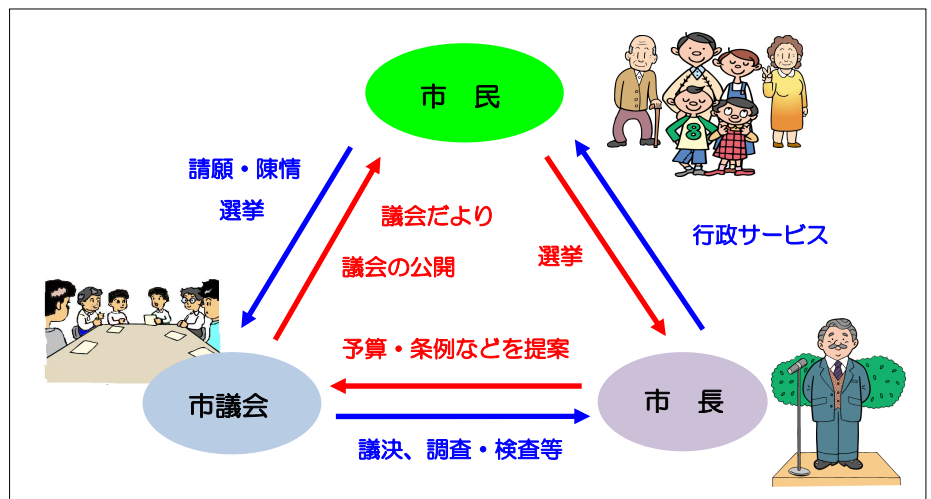 市　民
8
請願・陳情
選挙
議会だより
議会の公開
選挙
行政サービス
予算・条例などを提案
市議会
市　長
議決、調査・検査等